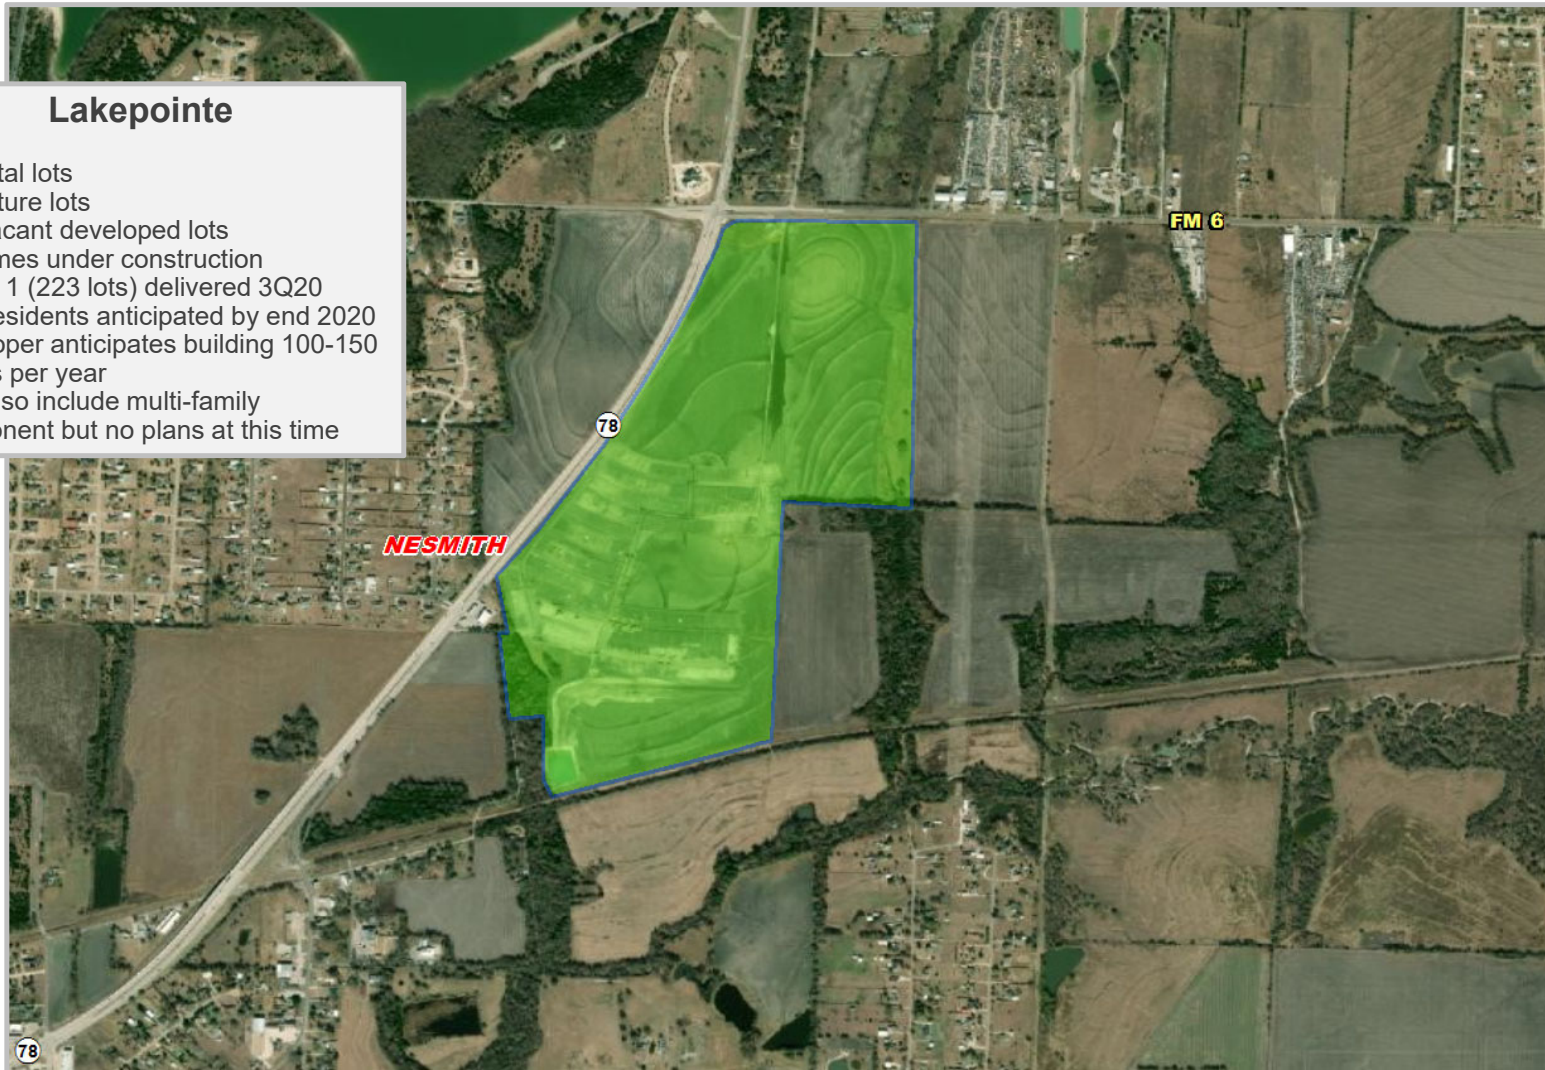 Lakepointe
tal lots
ture lots
acant developed lots
mes under construction
1 (223 lots) delivered 3Q20
esidents anticipated by end 2020
oper anticipates building 100-150
s per year
so include multi-family
onent but no plans at this time
FM 6
78
NESMITH
78